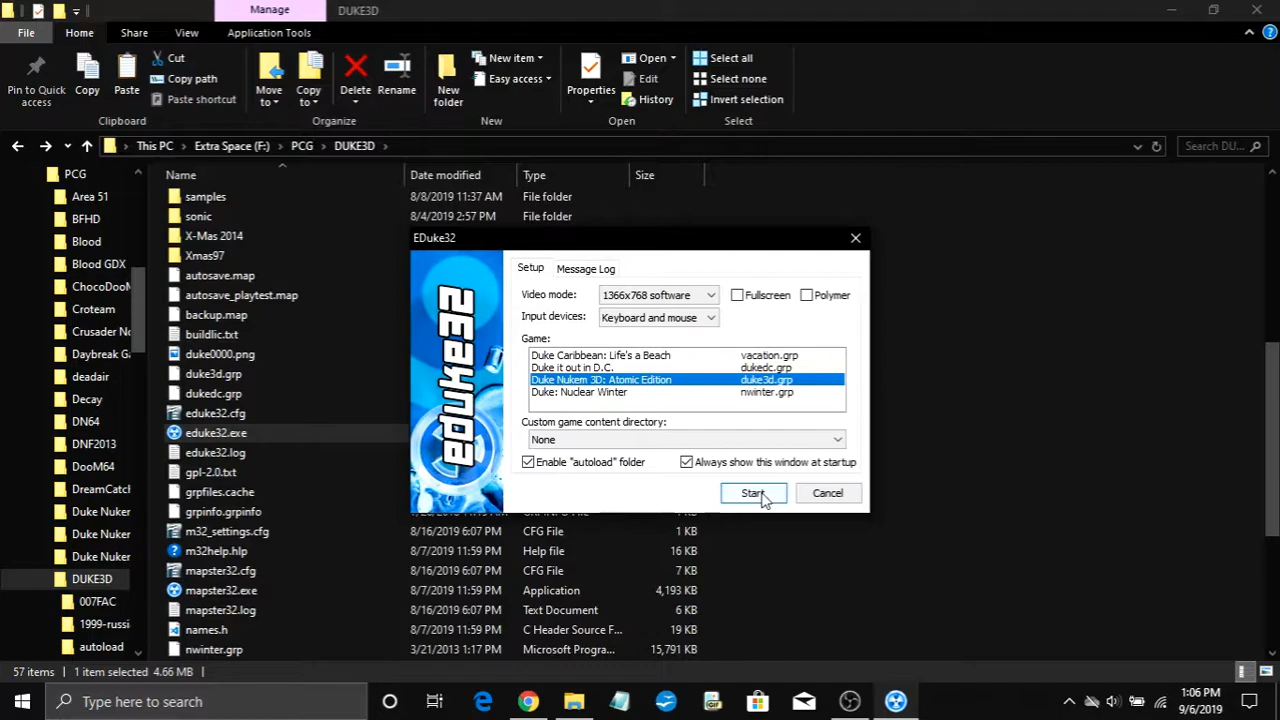 Manage
DUKE3D
File Home Share View Application Tools
Pin to Quick access
Copy
Paste
Cut
Copy path
Paste shortcut
Clipboard
Move to
Copy to
Delete
Rename
Organize
New folder
New item
Easy access
New
Properties
Open
Edit
History
Open
Select all
Select none
Invert selection
Select
This PC Extra Space (F:) PCG DUKE3D
Search DU...
PCG
Area 51
BFHD
Blood
Blood GDX
ChocoDooM
Croteam
Crusader No
Daybreak Ga
deadair
Decay
DN64
DNF2013
DooM64
DreamCatch
Duke Nuker
Duke Nuker
Duke Nuker
DUKE3D
007FAC
1999-russi
autoload
Name Date modified Type Size
samples 8/8/2019 11:37 AM File folder
sonic 8/4/2019 2:57 PM File folder
X-Mas 2014
Xmas97
autosave.map
autosave_playtest.map
backup.map
buildlic.txt
duke0000.png
duke3d.grp
dukedc.grp
eduke32.cfg
eduke32.exe
eduke32.log
gpl-2.0.txt
grpfiles.cache
grpinfo.grpinfo
m32_settings.cfg 8/16/2019 6:07 PM CFG File 1 KB
m32help.hlp 8/7/2019 11:59 PM Help file 16 KB
mapster32.cfg 8/16/2019 6:07 PM CFG File 7 KB
mapster32.exe 8/7/2019 11:59 PM Application 4,193 KB
mapster32.log 8/16/2019 6:07 PM Text Document 6 KB
names.h 8/7/2019 11:59 PM C Header Source F... 19 KB
nwinter.grp 3/21/2013 1:17 PM Microsoft Progra... 15,791 KB
EDuke32
eduke32
Setup Message Log
Video mode: 1366x768 software Fullscreen Polymer
Input devices: Keyboard and mouse
Game:
Duke Caribbean: Life's a Beach vacation.grp
Duke it out in D.C. dukedc.grp
Duke Nukem 3D: Atomic Edition duke3d.grp
Duke: Nuclear Winter nwinter.grp
Custom game content directory:
None
Enable "autoload" folder Always show this window at startup
Start Cancel
57 items 1 item selected 4.66 MB
Type here to search
GIF
1:06 PM
9/6/2019